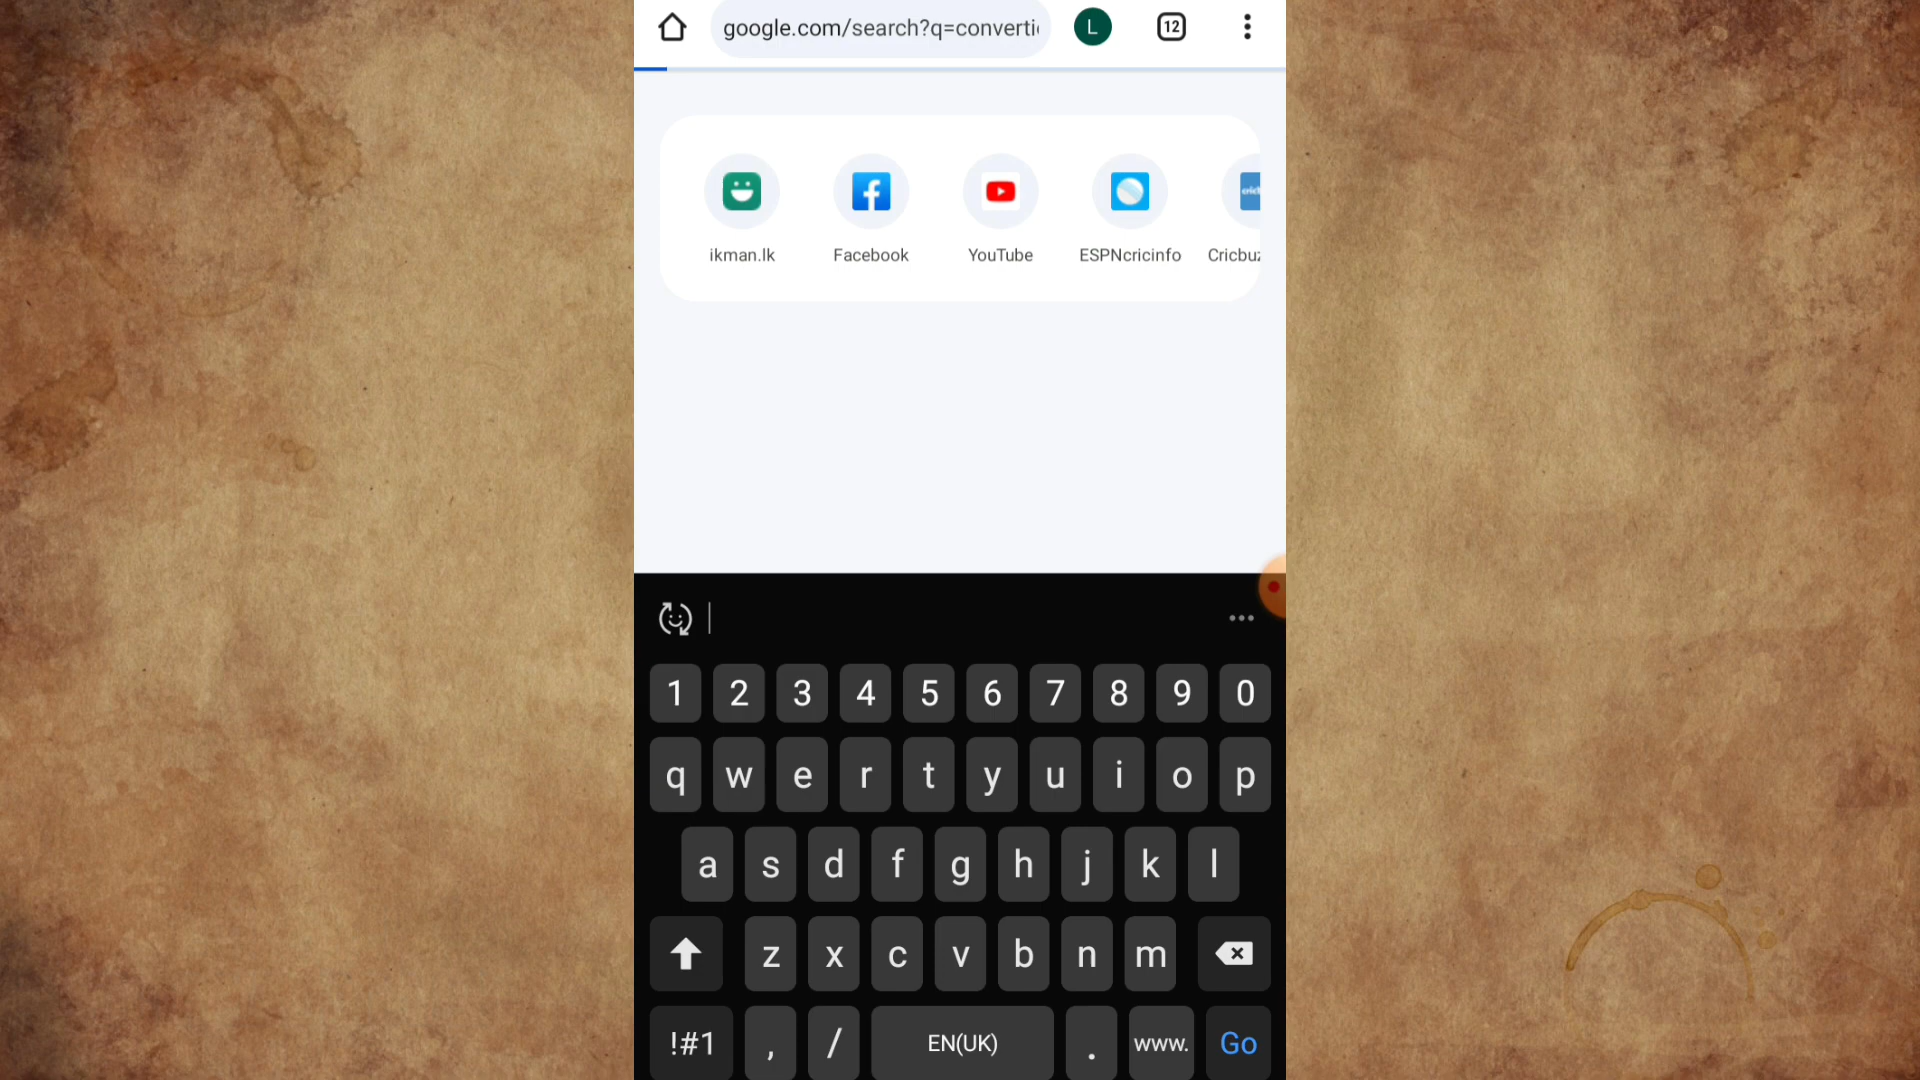 google.com/search?q=converti
L
12
ikman.lk
Facebook
YouTube
ESPNcricinfo
Cricbuz
1 2 3 4 5 6 7 8 9 0
q w e r t y u i o p
a s d f g h j k l
z x c v b n m
!#1 , / EN(UK) . www. Go